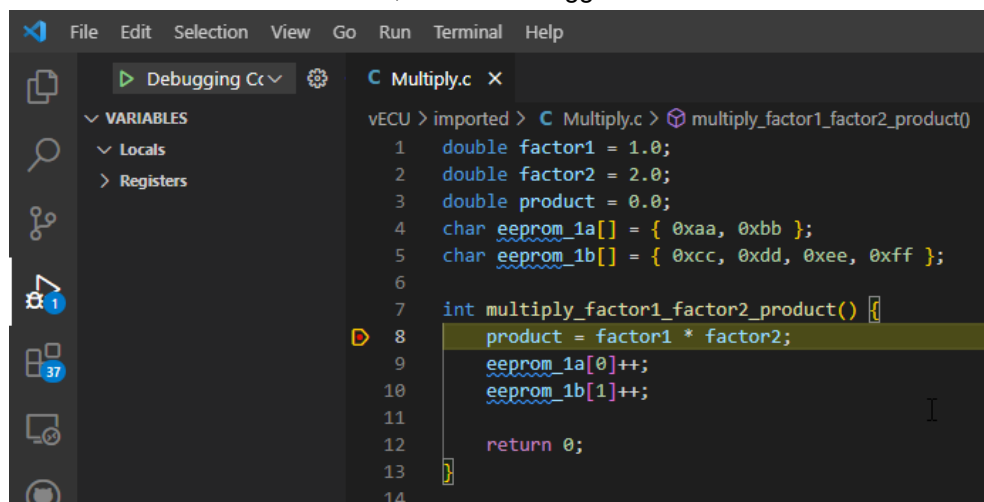 File Edit Selection View Go Run Terminal Help
Debugging Cc
C Multiply.c
VARIABLES
Locals
Registers
1
37
vECU > imported > C Multiply.c > multiply_factor1_factor2_product()
1 double factor1 = 1.0;
2 double factor2 = 2.0;
3 double product = 0.0;
4 char eeprom_1a[] = { 0xaa, 0xbb };
5 char eeprom_1b[] = { 0xcc, 0xdd, 0xee, 0xff };
6
7 int multiply_factor1_factor2_product() {
8 product = factor1 * factor2;
9 eeprom_1a[0]++;
10 eeprom_1b[1]++;
11
12 return 0;
13 }
14